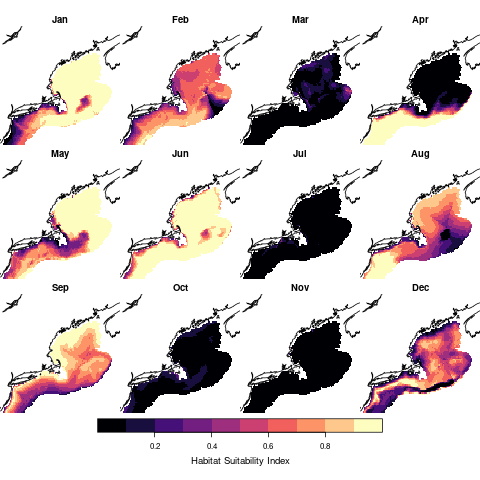 Jan Feb Mar Apr
May Jun Jul Aug
Sep Oct Nov Dec
0.2 0.4 0.6 0.8
Habitat Suitability Index